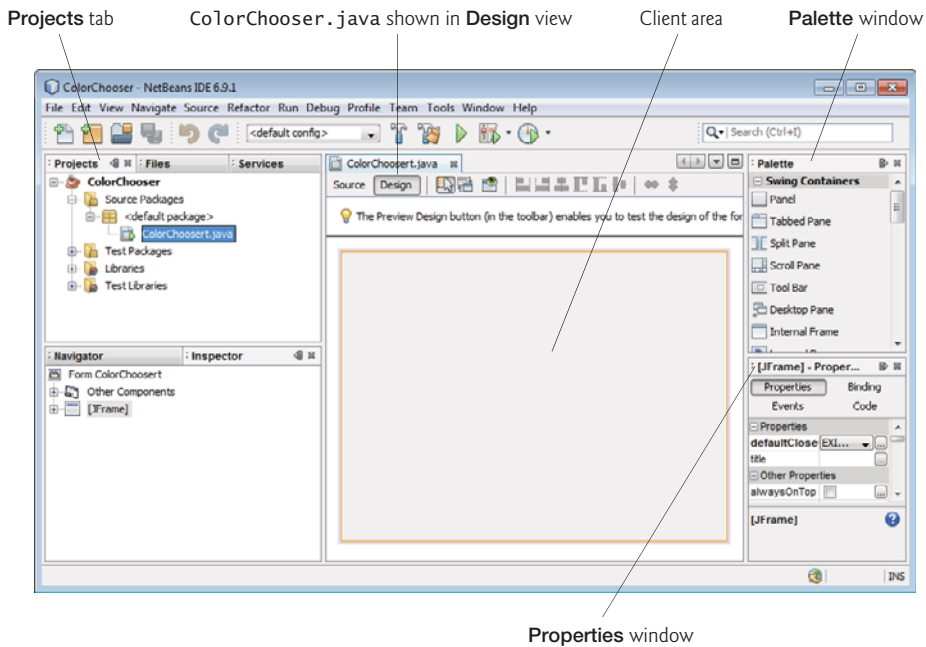 Projects tab
ColorChooser.java shown in Design view
Client area
Palette window
ColorChooser - NetBeans IDE 6.9.1
File Edit View Navigate Source Refactor Run Debug Profile Team Tools Window Help
<default config>
Search (Ctrl+I)
Projects
Files
Services
ColorChooser
Source Packages
<default package>
ColorChoosert.java
Test Packages
Libraries
Test Libraries
Navigator
Inspector
Form ColorChoosert
Other Components
[JFrame]
ColorChoosert.java
Source Design
The Preview Design button (in the toolbar) enables you to test the design of the for
Palette
Swing Containers
Panel
Tabbed Pane
Split Pane
Scroll Pane
Tool Bar
Desktop Pane
Internal Frame
[JFrame] - Proper...
Properties Binding
Events Code
Properties
defaultClose EXI... ...
title
Other Properties
alwaysOnTop ...
[JFrame]
INS
Properties window